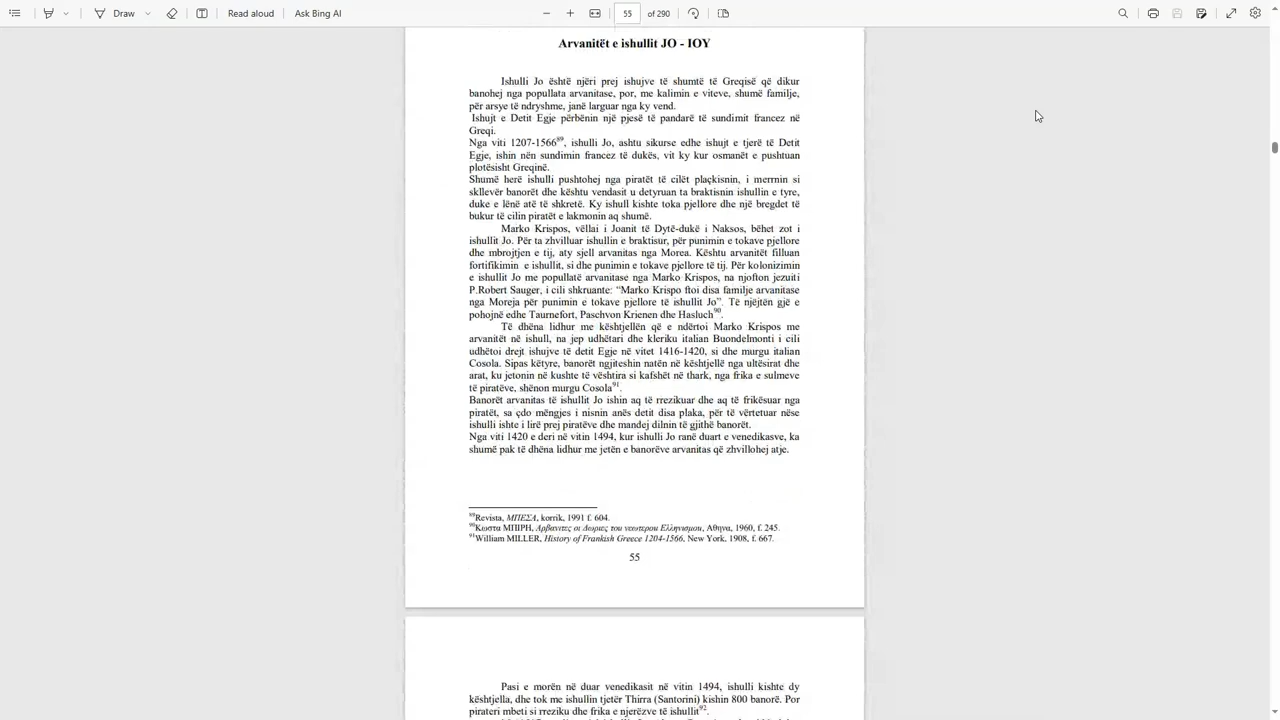 Draw
Read aloud
Ask Bing AI
55
of 290
Arvanitët e ishullit JO - IOY
Ishulli Jo është njëri prej ishujve të shumtë të Greqisë që dikur
banohej nga popullata arvanitase, por, me kalimin e viteve, shumë familje,
për arsye të ndryshme, janë larguar nga ky vend.
Ishujt e Detit Egje përbënin një pjesë të pandarë të sundimit francez në
Greqi.
Nga viti 1207-1566⁸⁹, ishulli Jo, ashtu sikurse edhe ishujt e tjerë të Detit
Egje, ishin nën sundimin francez të dukës, vit ky kur osmanët e pushtuan
plotësisht Greqinë.
Shumë herë ishulli pushtohej nga piratët të cilët plaçkisnin, i merrnin si
skllevër banorët dhe kështu vendasit u detyruan ta braktisnin ishullin e tyre,
duke e lënë atë të shkretë. Ky ishull kishte toka pjellore dhe një bregdet të
bukur të cilin piratët e lakmonin aq shumë.
Marko Krispos, vëllai i Joanit të Dytë-dukë i Naksos, bëhet zot i
ishullit Jo. Për ta zhvilluar ishullin e braktisur, për punimin e tokave pjellore
dhe mbrojtjen e tij, aty sjell arvanitas nga Morea. Kështu arvanitët filluan
fortifikimin e ishullit, si dhe punimin e tokave pjellore të tij. Për kolonizimin
e ishullit Jo me popullatë arvanitase nga Marko Krispos, na njofton jezuiti
P.Robert Sauger, i cili shkruante: “Marko Krispo ftoi disa familje arvanitase
nga Moreja për punimin e tokave pjellore të ishullit Jo”. Të njëjtën gjë e
pohojnë edhe Taurnefort, Paschvon Krienen dhe Hasluch⁹⁰.
Të dhëna lidhur me kështjellën që e ndërtoi Marko Krispos me
arvanitët në ishull, na jep udhëtari dhe kleriku italian Buondelmonti i cili
udhëtoi drejt ishujve të detit Egje në vitet 1416-1420, si dhe murgu italian
Cosola. Sipas këtyre, banorët ngjiteshin natën në kështjellë nga ultësirat dhe
arat, ku jetonin në kushte të vështira si kafshët në thark, nga frika e sulmeve
të piratëve, shënon murgu Cosola⁹¹.
Banorët arvanitas të ishullit Jo ishin aq të rrezikuar dhe aq të frikësuar nga
piratët, sa çdo mëngjes i nisnin anës detit disa plaka, për të vërtetuar nëse
ishulli ishte i lirë prej piratëve dhe mandej dilnin të gjithë banorët.
Nga viti 1420 e deri në vitin 1494, kur ishulli Jo ranë duart e venedikasve, ka
shumë pak të dhëna lidhur me jetën e banorëve arvanitas që zhvillohej atje.
⁸⁹Revista, ΜΠΕΣΑ, korrik, 1991 f. 604.
⁹⁰Κωστα ΜΠΙΡΗ, Αρβανιτες οι Δωριες του νεωτερου Ελληνισμου, Αθηνα, 1960, f. 245.
⁹¹William MILLER, History of Frankish Greece 1204-1566, New York, 1908, f. 667.
55
Pasi e morën në duar venedikasit në vitin 1494, ishulli kishte dy
kështjella, dhe tok me ishullin tjetër Thirra (Santorini) kishin 800 banorë. Por
pirateri mbeti si rreziku dhe frika e njerëzve të ishullit⁹².